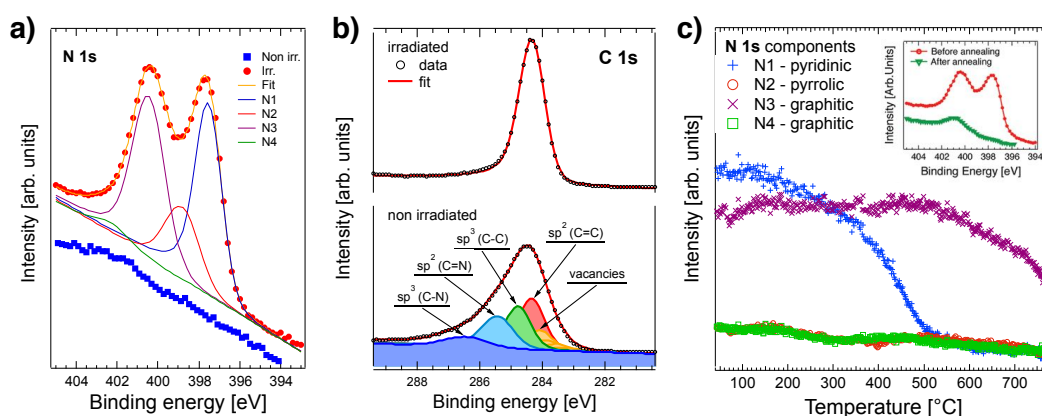 a)
N 1s
Non irr.
Irr.
Fit
N1
N2
N3
N4
Intensity [arb. units]
404 402 400 398 396 394
Binding energy [eV]
b)
irradiated
data
fit
C 1s
non irradiated
sp³ (C-C)
sp² (C=C)
sp² (C=N)
vacancies
sp³ (C-N)
Intensity [arb. units]
288 286 284 282
Binding energy [eV]
c)
N 1s components
N1 - pyridinic
N2 - pyrrolic
N3 - graphitic
N4 - graphitic
Before annealing
After annealing
Intensity [Arb.Units]
404 402 400 398 396 394
Binding Energy [eV]
Intensity [arb. units]
100 200 300 400 500 600 700
Temperature [°C]